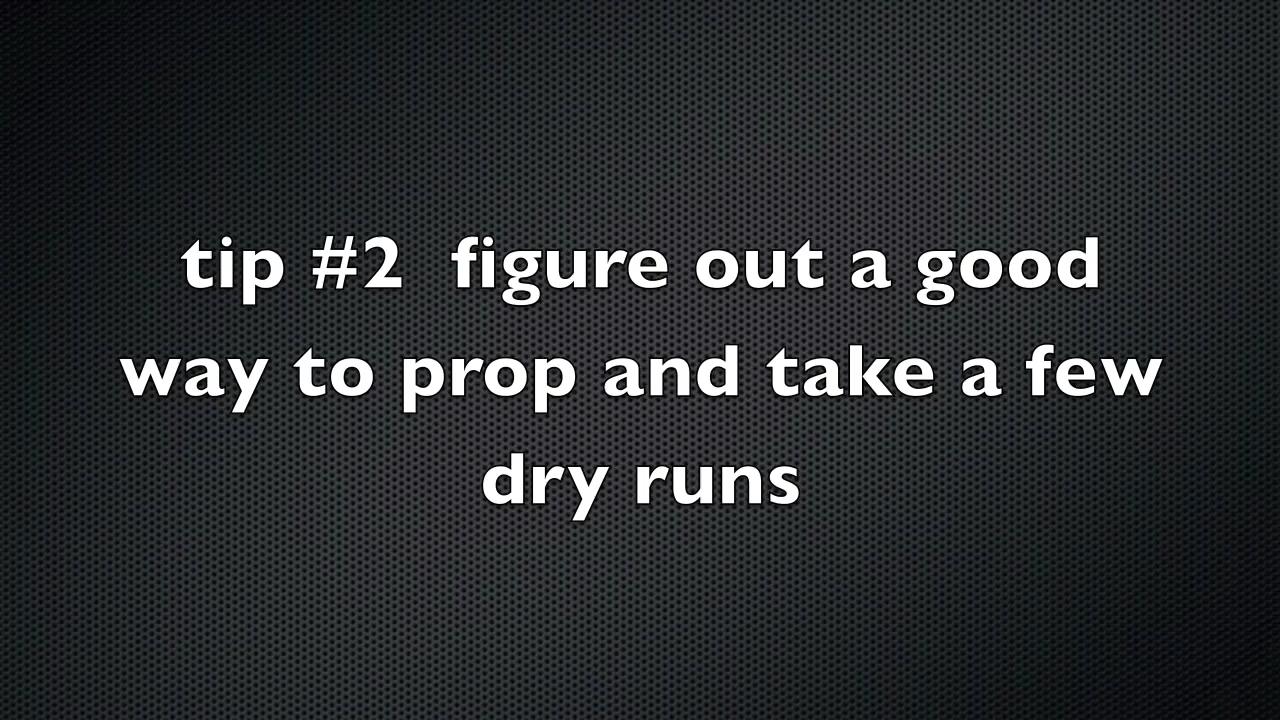 tip #2  figure out a good
way to prop and take a few
dry runs